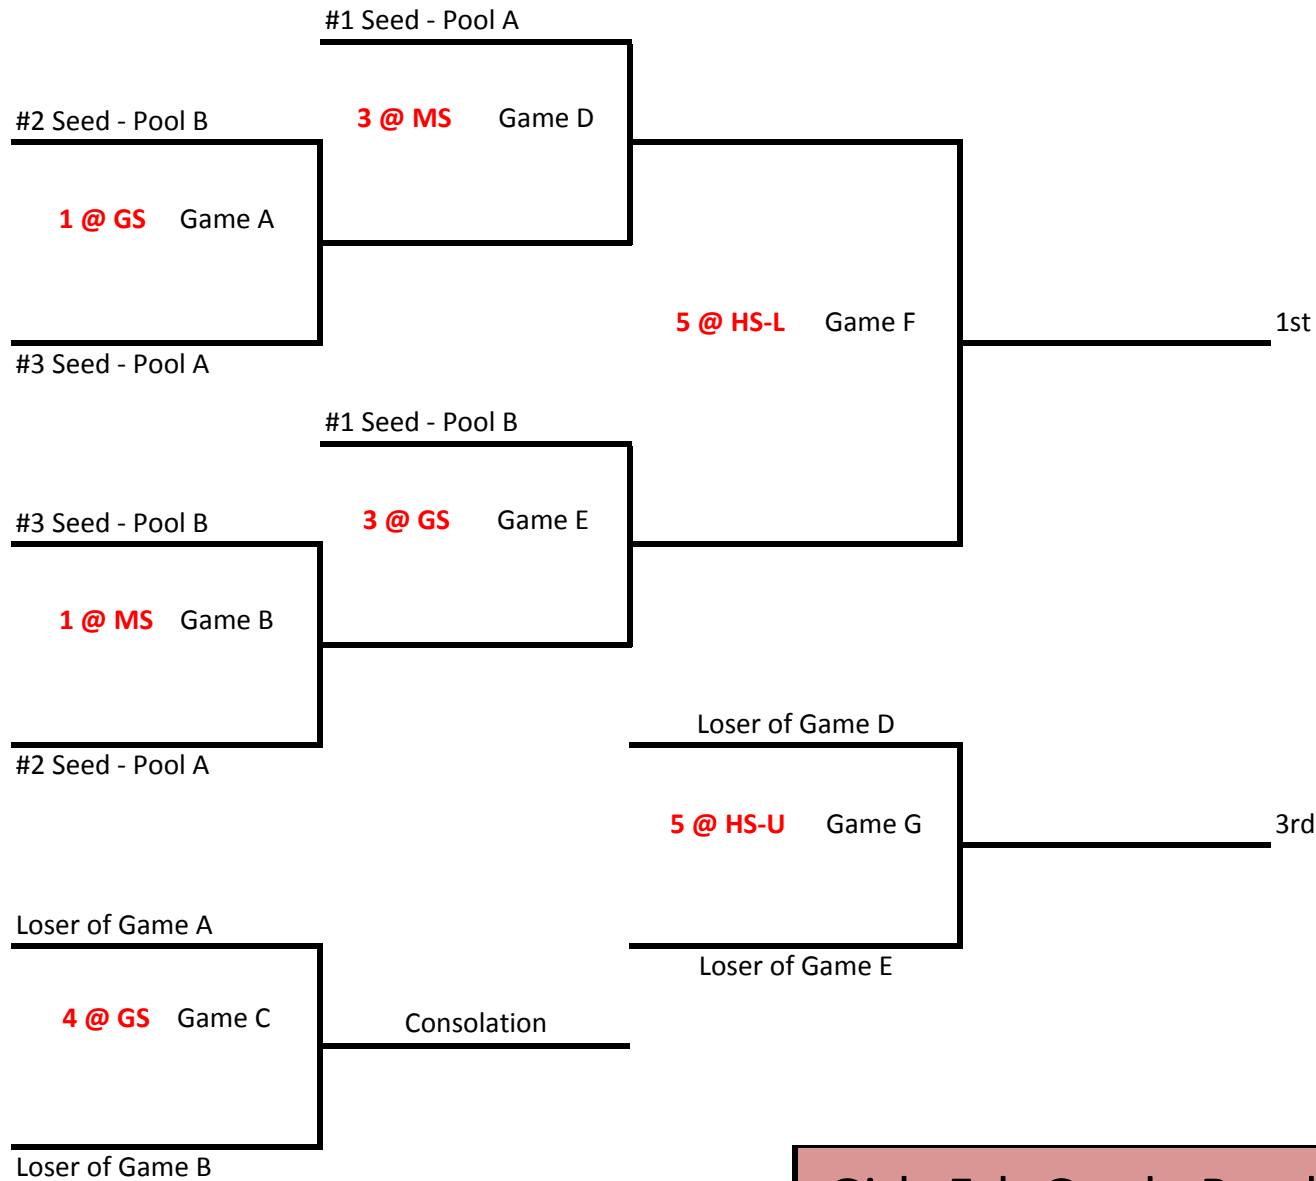 #1 Seed - Pool A
3 @ MS Game D
#2 Seed - Pool B
1 @ GS Game A
#3 Seed - Pool A
5 @ HS-L Game F
1st
#1 Seed - Pool B
3 @ GS Game E
#3 Seed - Pool B
1 @ MS Game B
#2 Seed - Pool A
Loser of Game D
5 @ HS-U Game G
3rd
Loser of Game E
Loser of Game A
4 @ GS Game C
Consolation
Loser of Game B